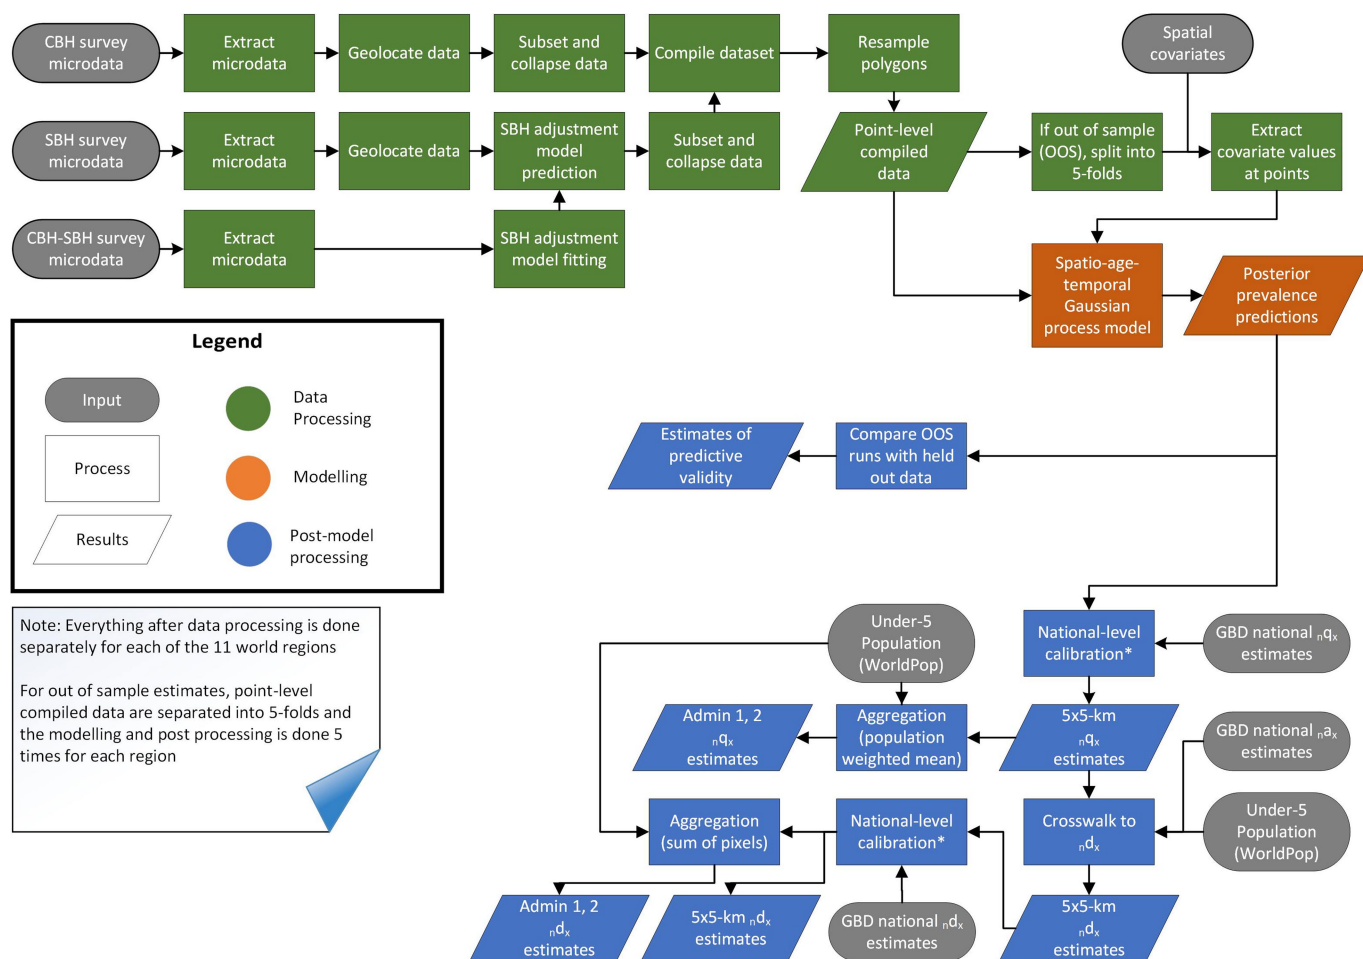 CBH survey
microdata
Extract
microdata
Geolocate data
Subset and
collapse data
Compile dataset
Resample
polygons
Spatial
covariates
SBH survey
microdata
Extract
microdata
Geolocate data
SBH adjustment
model
prediction
Subset and
collapse data
Point-level
compiled
data
If out of sample
(OOS), split into
5-folds
Extract
covariate values
at points
CBH-SBH survey
microdata
Extract
microdata
SBH adjustment
model fitting
Spatio-age-
temporal
Gaussian
process model
Posterior
prevalence
predictions
Legend
Input
Process
Results
Data
Processing
Modelling
Post-model
processing
Estimates of
predictive
validity
Compare OOS
runs with held
out data
Note: Everything after data processing is done
separately for each of the 11 world regions
For out of sample estimates, point-level
compiled data are separated into 5-folds and
the modelling and post processing is done 5
times for each region
Under-5
Population
(WorldPop)
National-level
calibration*
GBD national nqx
estimates
Admin 1, 2
nqx
estimates
Aggregation
(population
weighted mean)
5x5-km
nqx
estimates
GBD national nax
estimates
Aggregation
(sum of pixels)
National-level
calibration*
Crosswalk to
ndx
Under-5
Population
(WorldPop)
Admin 1, 2
ndx
estimates
5x5-km ndx
estimates
GBD national ndx
estimates
5x5-km
ndx
estimates